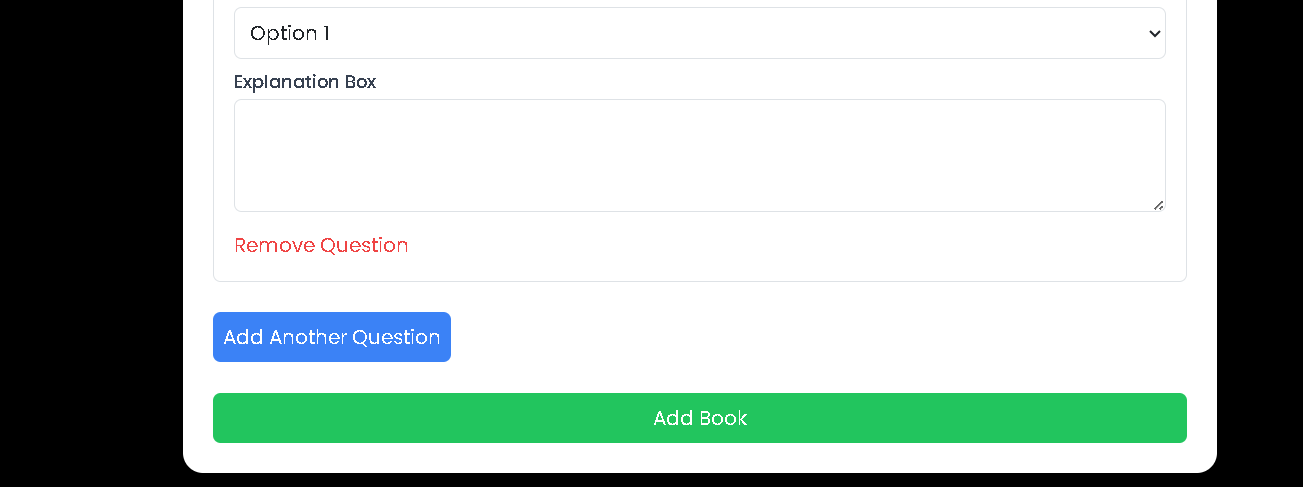 Option 1
Explanation Box
Remove Question
Add Another Question
Add Book